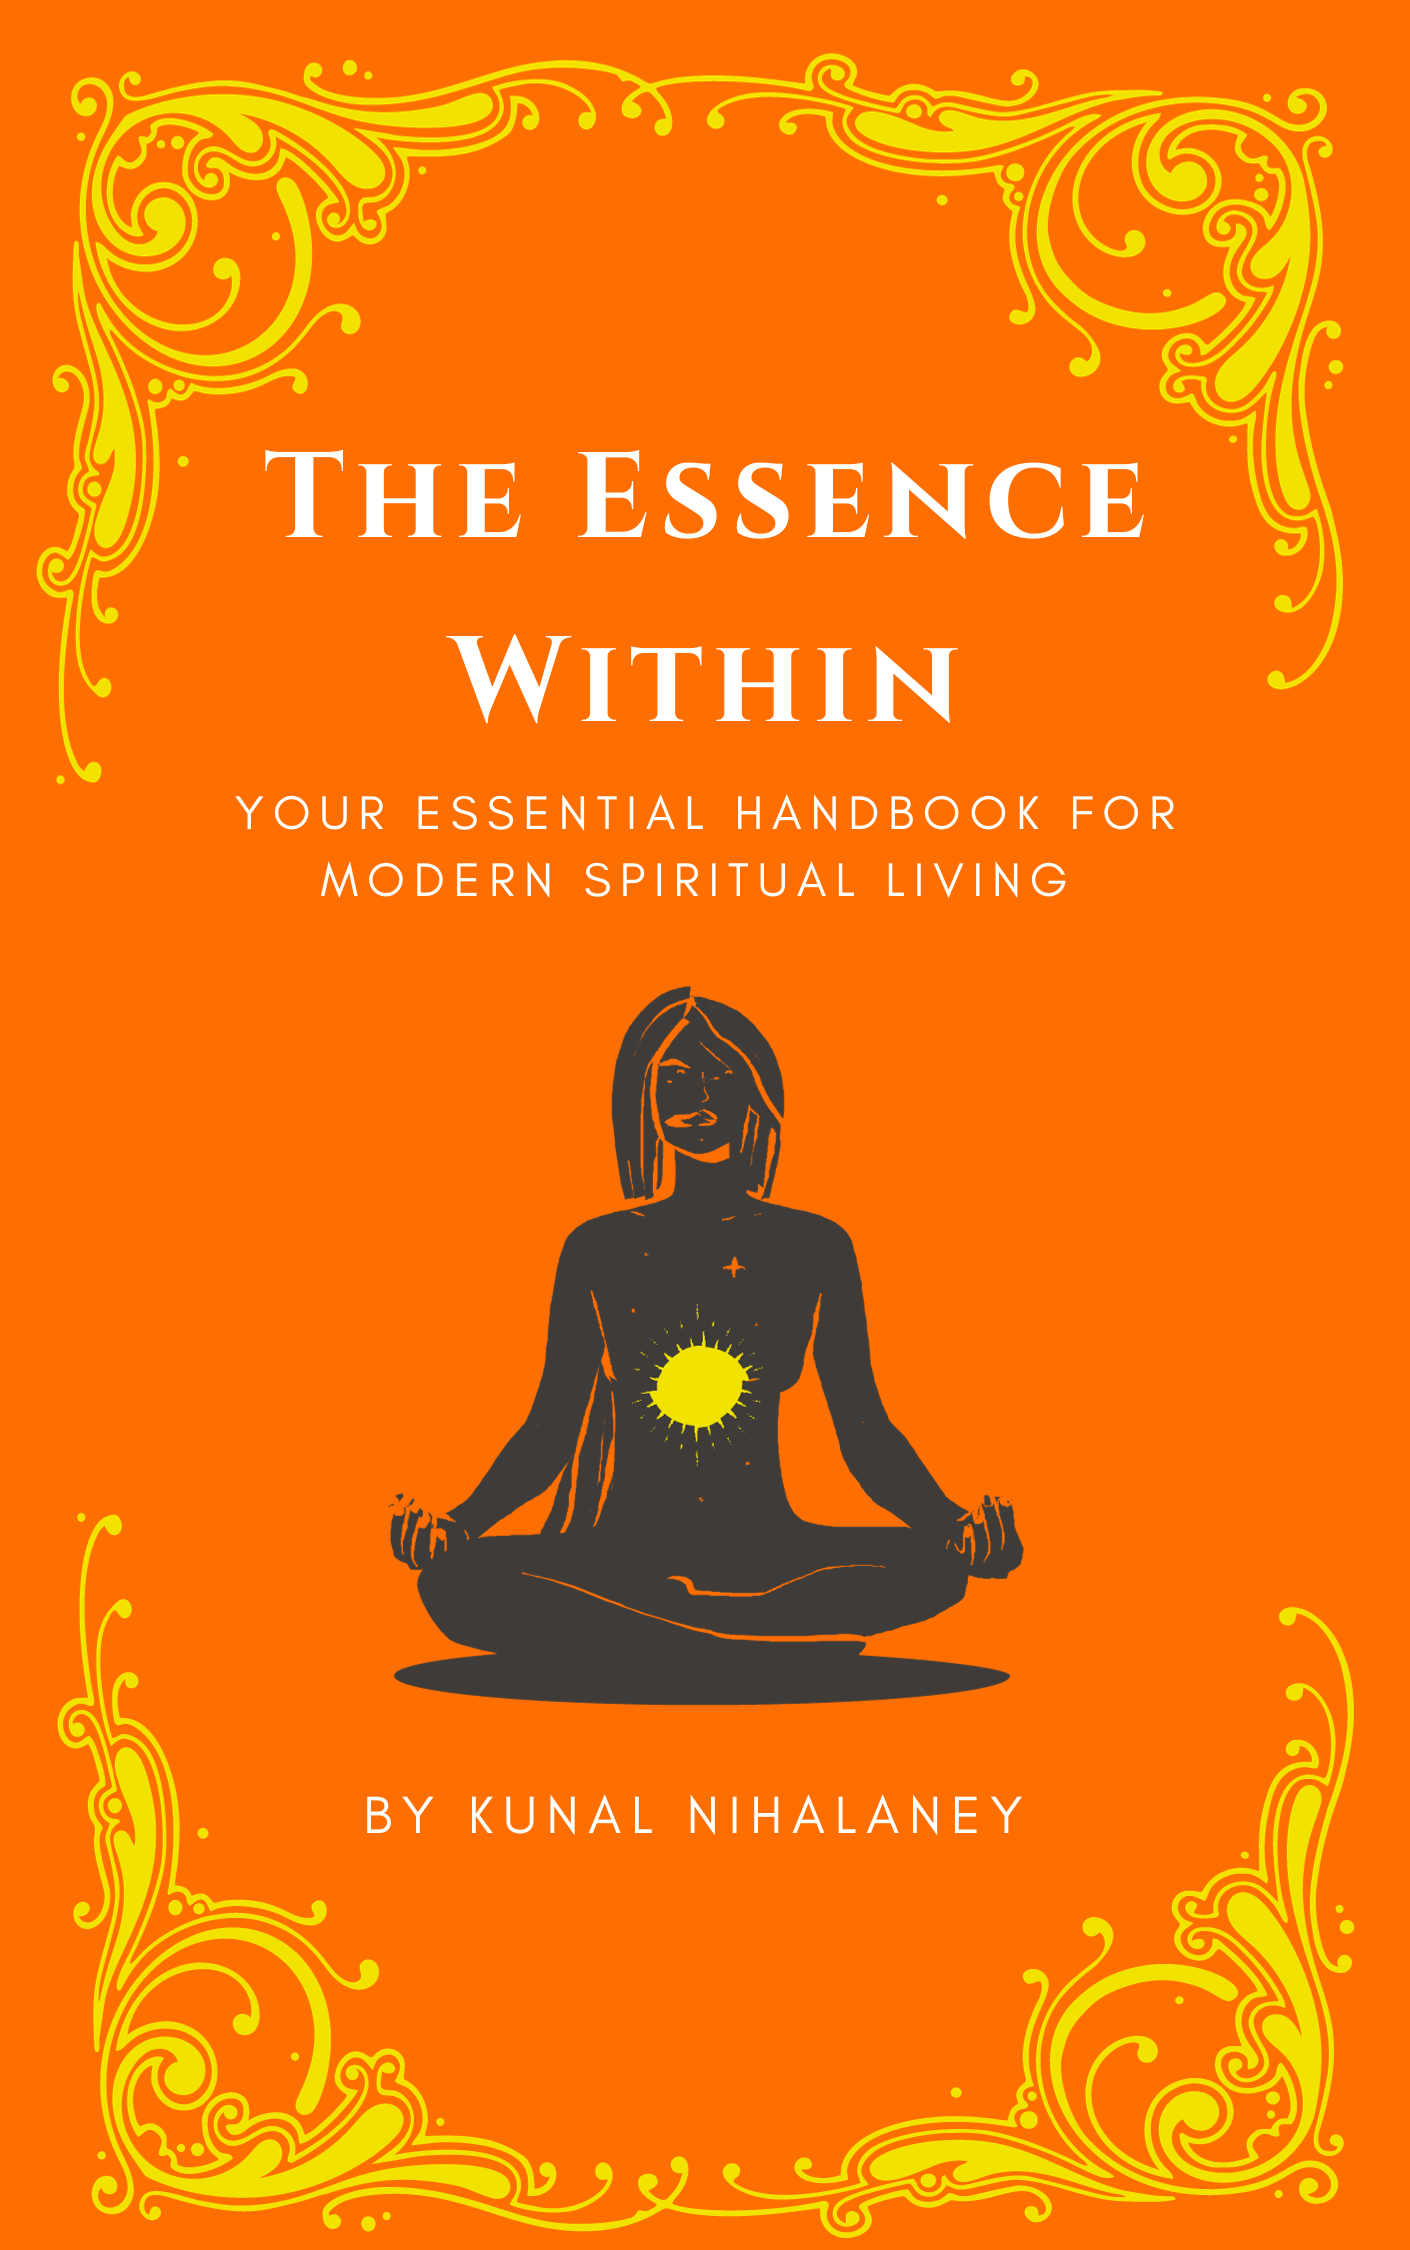 The Essence
Within
YOUR ESSENTIAL HANDBOOK FOR
MODERN SPIRITUAL LIVING
BY KUNAL NIHALANEY